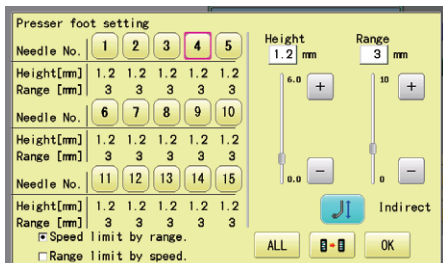 Presser foot setting
Needle No. 1 2 3 4 5
Height[mm] 1.2 1.2 1.2 1.2 1.2
Range [mm] 3 3 3 3 3
Needle No. 6 7 8 9 10
Height[mm] 1.2 1.2 1.2 1.2 1.2
Range [mm] 3 3 3 3 3
Needle No. 11 12 13 14 15
Height[mm] 1.2 1.2 1.2 1.2 1.2
Range [mm] 3 3 3 3 3
Speed limit by range.
Range limit by speed.
Height Range
1.2 mm 3 mm
6.0 + 10 +
0.0 − 0 −
Indirect
ALL OK